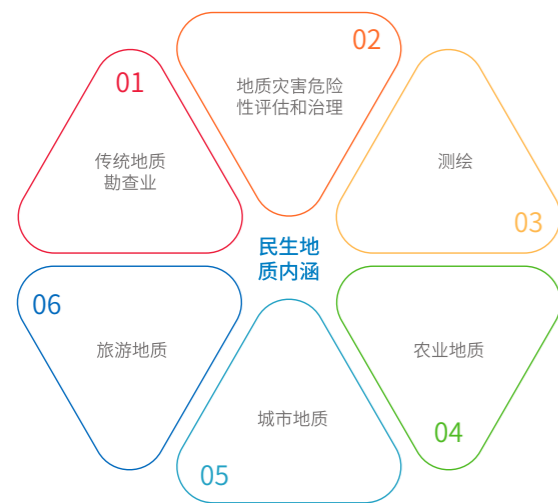 01
传统地质
勘查业
02
地质灾害危险
性评估和治理
测绘
03
民生地
质内涵
06
旅游地质
农业地质
04
城市地质
05